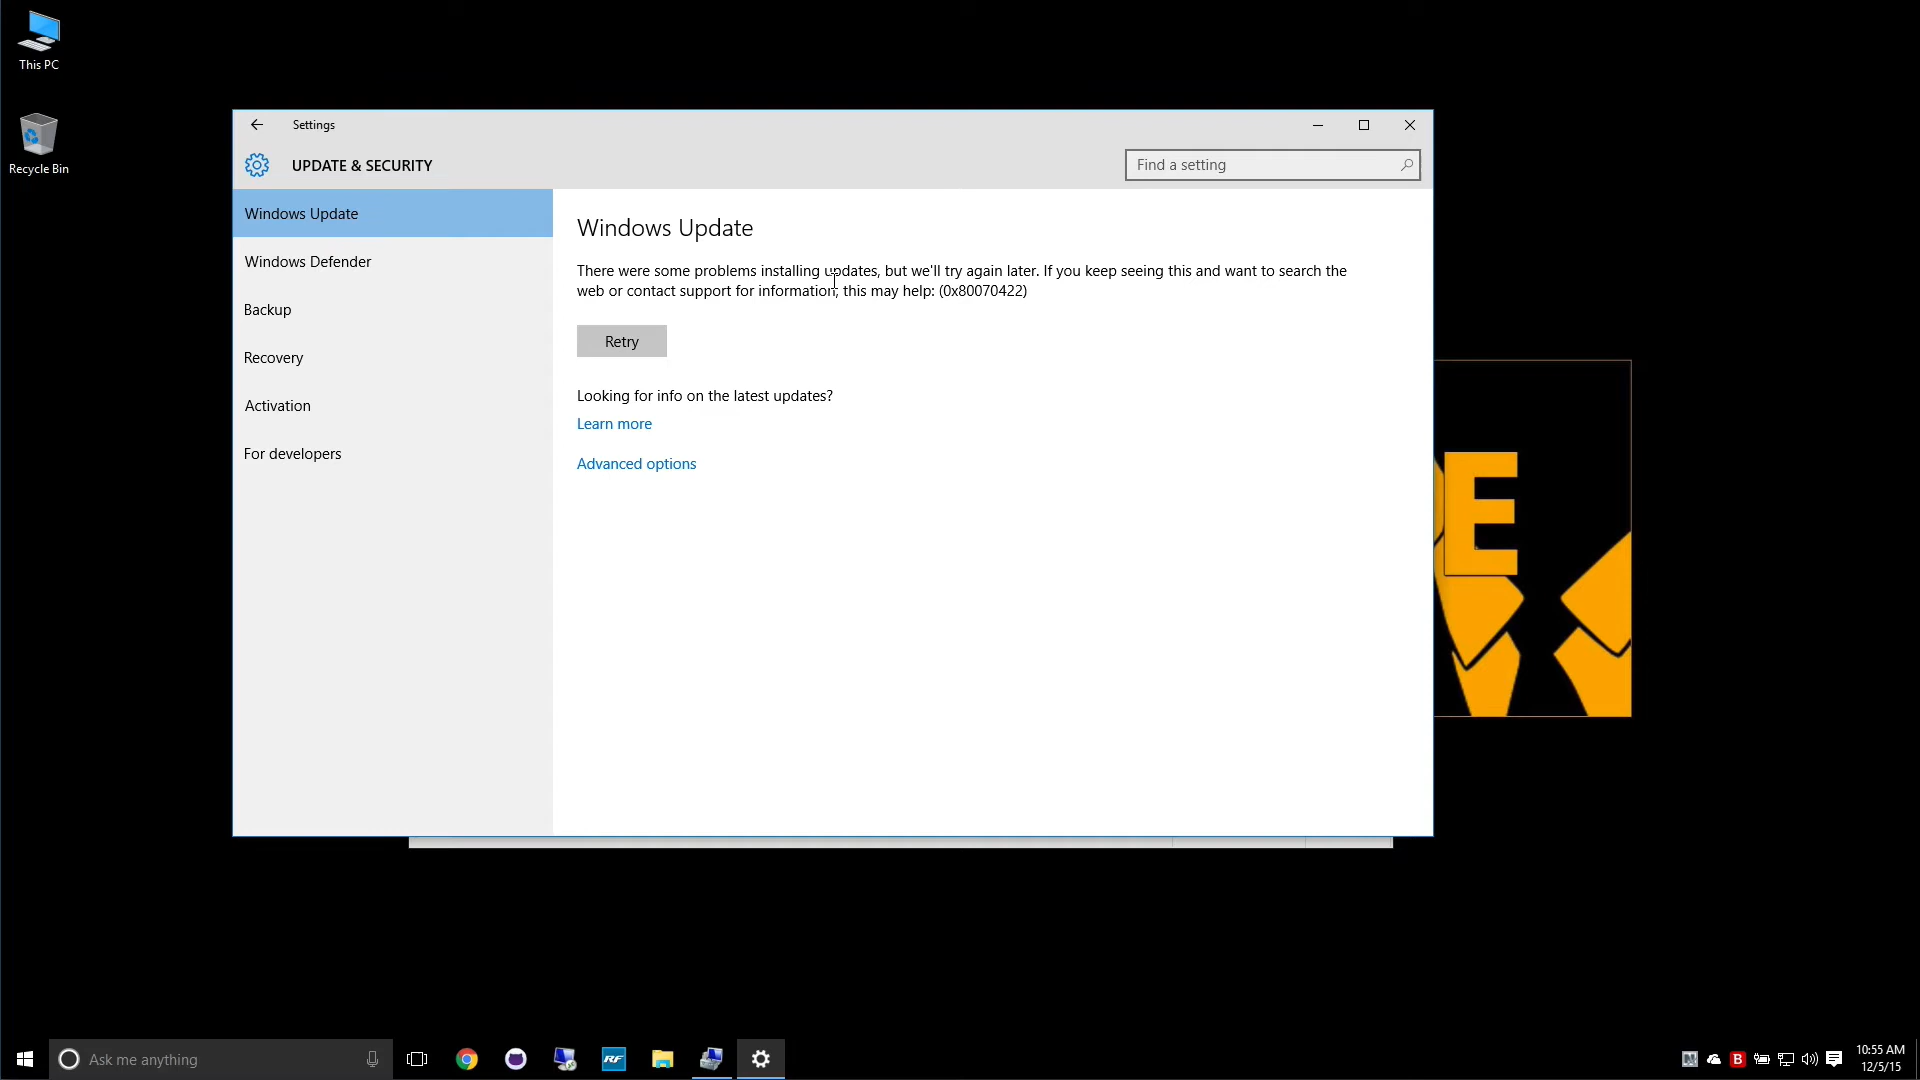 This PC
Recycle Bin
Settings
UPDATE & SECURITY
Find a setting
Windows Update
Windows Defender
Backup
Recovery
Activation
For developers
Windows Update
There were some problems installing updates, but we'll try again later. If you keep seeing this and want to search the
web or contact support for information, this may help: (0x80070422)
Retry
Looking for info on the latest updates?
Learn more
Advanced options
E
Ask me anything
RF
B
10:55 AM
12/5/15